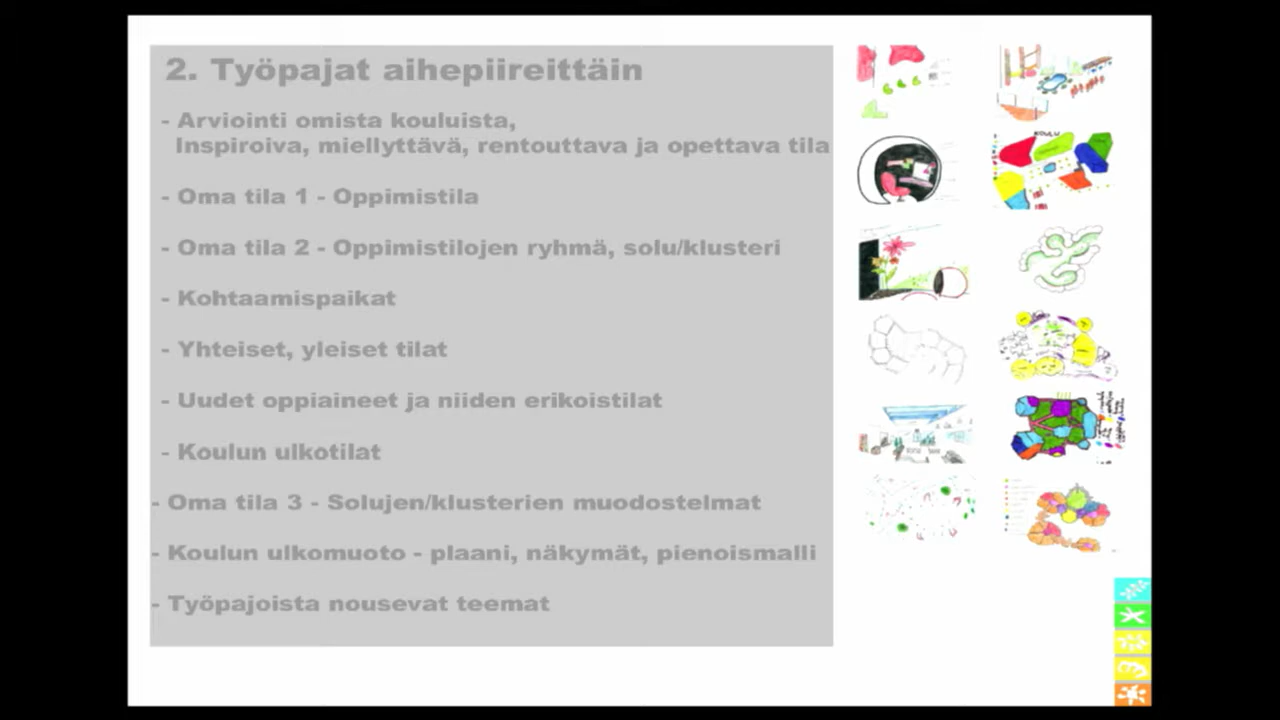 2. Työpajat aihepiireittäin
- Arviointi omista kouluista,
Inspiroiva, miellyttävä, rentouttava ja opettava tila
- Oma tila 1 - Oppimistila
- Oma tila 2 - Oppimistilojen ryhmä, solu/klusteri
- Kohtaamispaikat
- Yhteiset, yleiset tilat
- Uudet oppiaineet ja niiden erikoistilat
- Koulun ulkotilat
- Oma tila 3 - Solujen/klusterien muodostelmat
- Koulun ulkomuoto - plaani, näkymät, pienoismalli
- Työpajoista nousevat teemat
KOULU